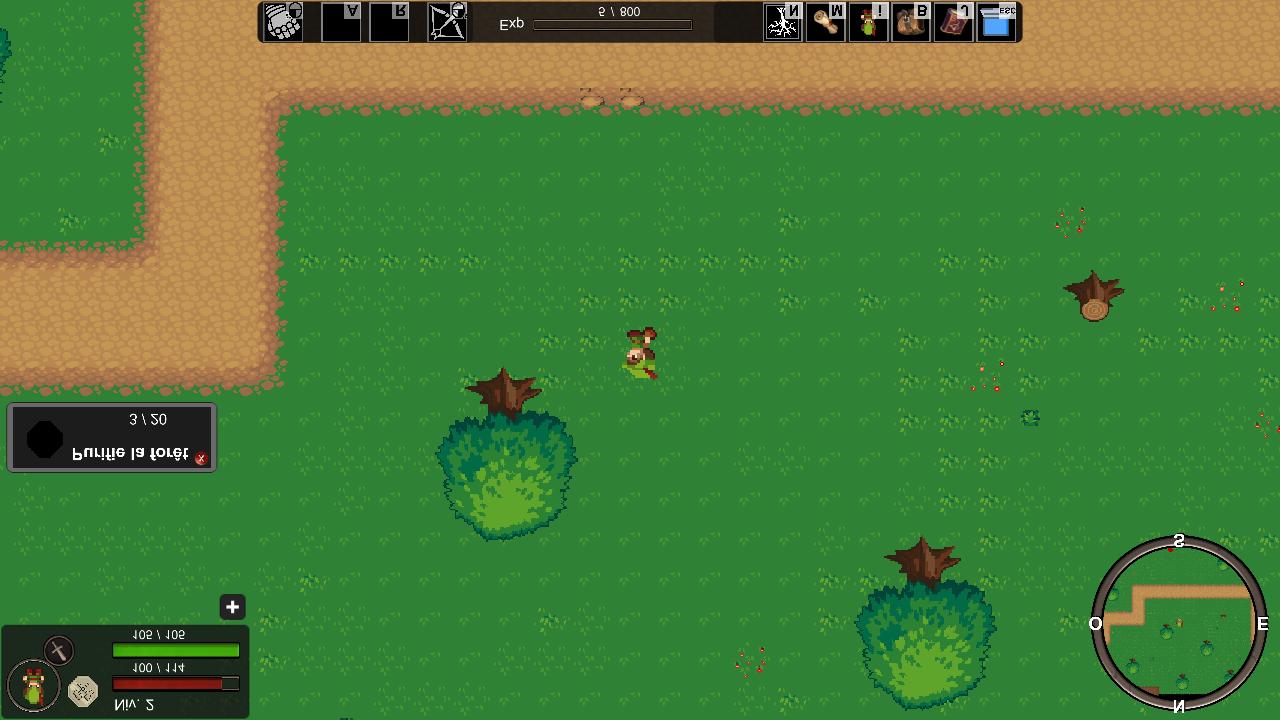 Niv. 2
100 / 114
105 / 105
+
N
E
S
O
Purifie la forêt
x
3 / 20
A
R
Exp
5 / 800
N
M
I
B
J
ESC